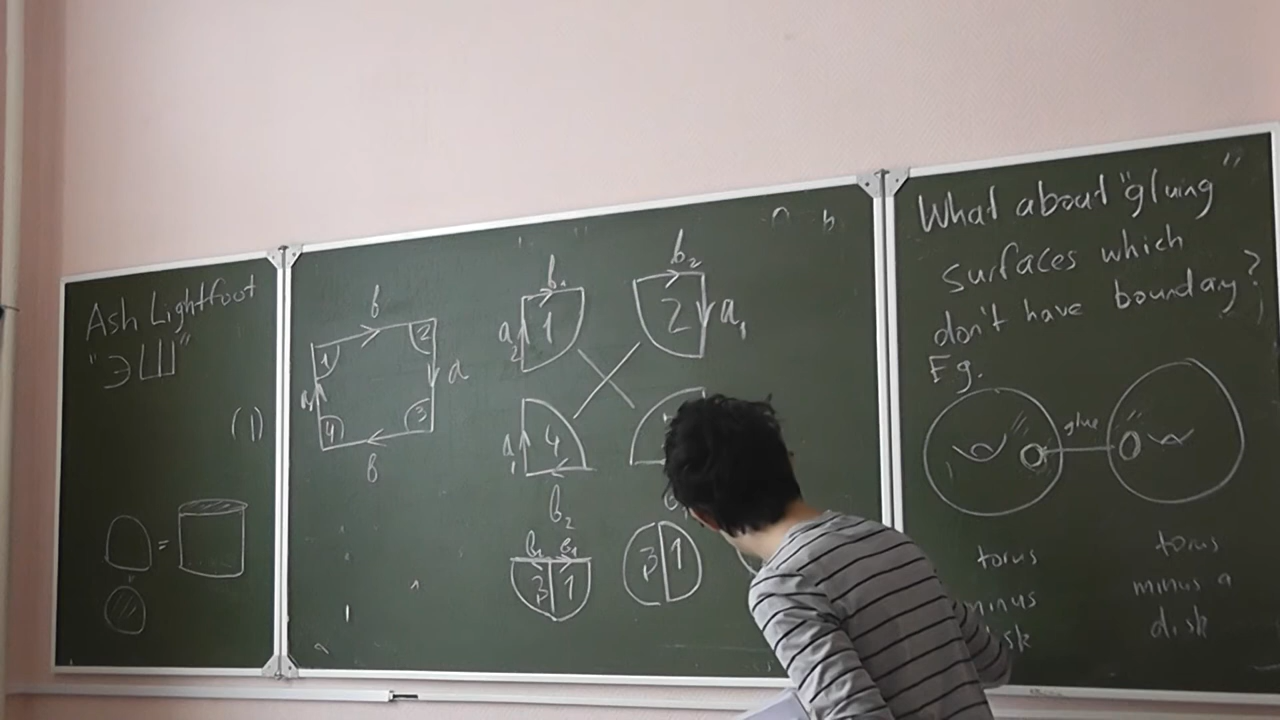 Ash Lightfoot
"ЭШ"
(1)
=
b
1
2
a
a
4
3
b
b₁
a₂
1
b₂
2
a₁
a₁
4
b₂
b₁ b₁
3 1
3 1
What about "gluing"
surfaces which
don't have boundary?
Eg.
glue
torus
minus
disk
torus
minus a
disk